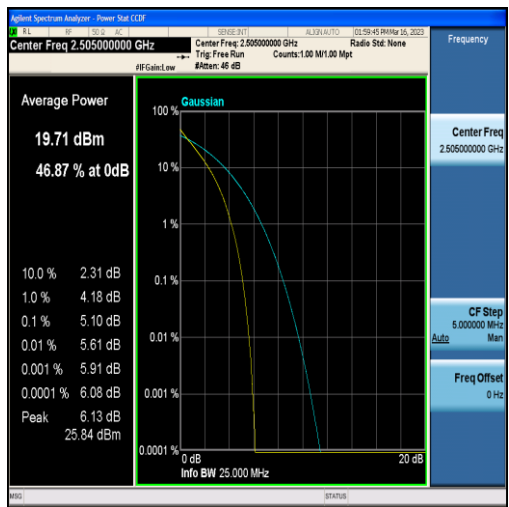 Agilent Spectrum Analyzer - Power Stat CCDF
RL RF 50 Ω AC SENSE:INT ALIGN AUTO 01:59:45 PM Mar 16, 2023
Center Freq 2.505000000 GHz
Center Freq: 2.505000000 GHz Radio Std: None
Trig: Free Run Counts:1.00 M/1.00 Mpt
#IFGain:Low #Atten: 46 dB
Frequency
Average Power
19.71 dBm
46.87 % at 0dB
10.0 % 2.31 dB
1.0 % 4.18 dB
0.1 % 5.10 dB
0.01 % 5.61 dB
0.001 % 5.91 dB
0.0001 % 6.08 dB
Peak 6.13 dB
25.84 dBm
Gaussian
100 %
10 %
1 %
0.1 %
0.01 %
0.001 %
0.0001 %
0 dB 20 dB
Info BW 25.000 MHz
Center Freq
2.505000000 GHz
CF Step
5.000000 MHz
Auto Man
Freq Offset
0 Hz
MSG STATUS